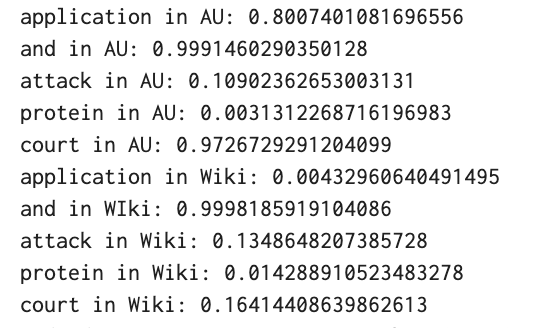 application in AU: 0.8007401081696556
and in AU: 0.9991460290350128
attack in AU: 0.10902362653003131
protein in AU: 0.0031312268716196983
court in AU: 0.9726729291204099
application in Wiki: 0.00432960640491495
and in WIki: 0.9998185919104086
attack in Wiki: 0.1348648207385728
protein in Wiki: 0.014288910523483278
court in Wiki: 0.16414408639862613